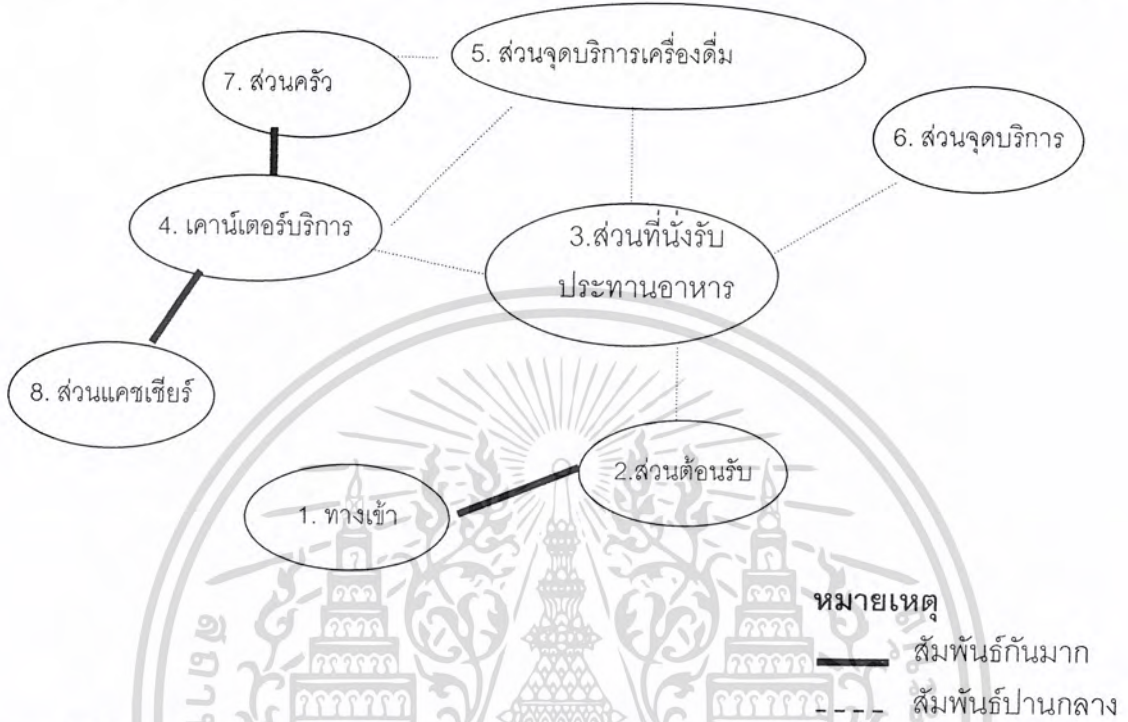 5. ส่วนจุดบริการเครื่องดื่ม
7. ส่วนครัว
6. ส่วนจุดบริการ
4. เคาน์เตอร์บริการ
3.ส่วนที่นั่งรับ
ประทานอาหาร
8. ส่วนแคชเชียร์
2.ส่วนต้อนรับ
1. ทางเข้า
หมายเหตุ
สัมพันธ์กันมาก
สัมพันธ์ปานกลาง